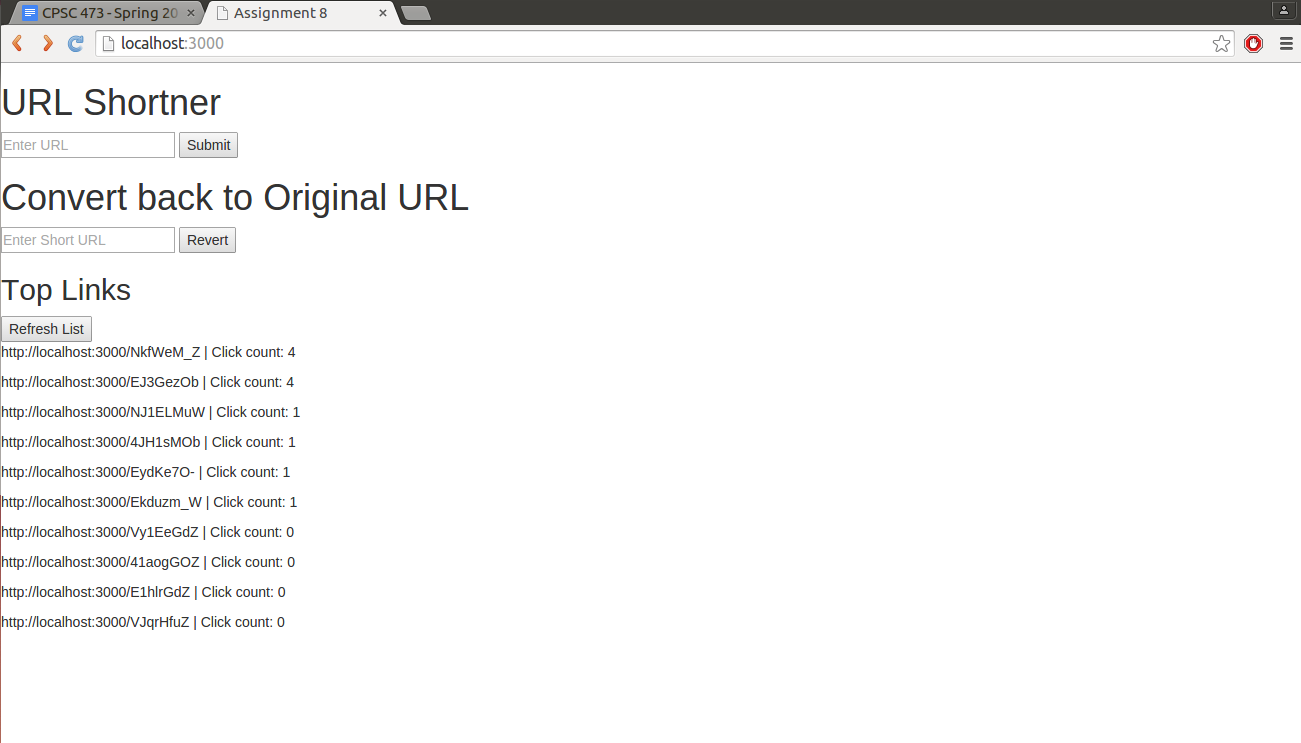 CPSC 473 - Spring 20
Assignment 8
localhost:3000
URL Shortner
Enter URL
Submit
Convert back to Original URL
Enter Short URL
Revert
Top Links
Refresh List
http://localhost:3000/NkfWeM_Z | Click count: 4
http://localhost:3000/EJ3GezOb | Click count: 4
http://localhost:3000/NJ1ELMuW | Click count: 1
http://localhost:3000/4JH1sMOb | Click count: 1
http://localhost:3000/EydKe7O- | Click count: 1
http://localhost:3000/Ekduzm_W | Click count: 1
http://localhost:3000/Vy1EeGdZ | Click count: 0
http://localhost:3000/41aogGOZ | Click count: 0
http://localhost:3000/E1hlrGdZ | Click count: 0
http://localhost:3000/VJqrHfuZ | Click count: 0